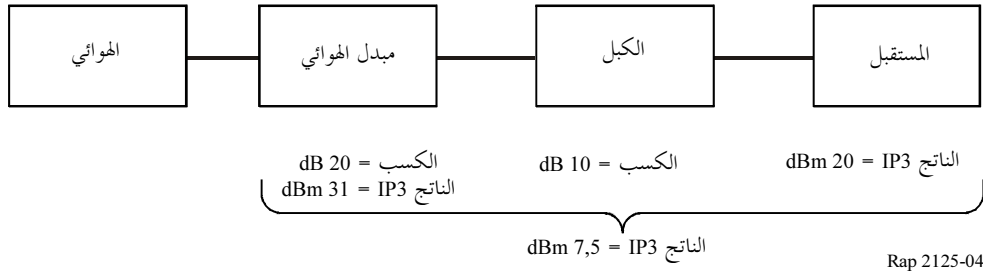 الهوائي
مبدل الهوائي
الكبل
المستقبل
الكسب = 20 dB
الناتج IP3 = 31 dBm
الكسب = 10 dB
الناتج IP3 = 20 dBm
الناتج IP3 = 7,5 dBm
Rap 2125-04